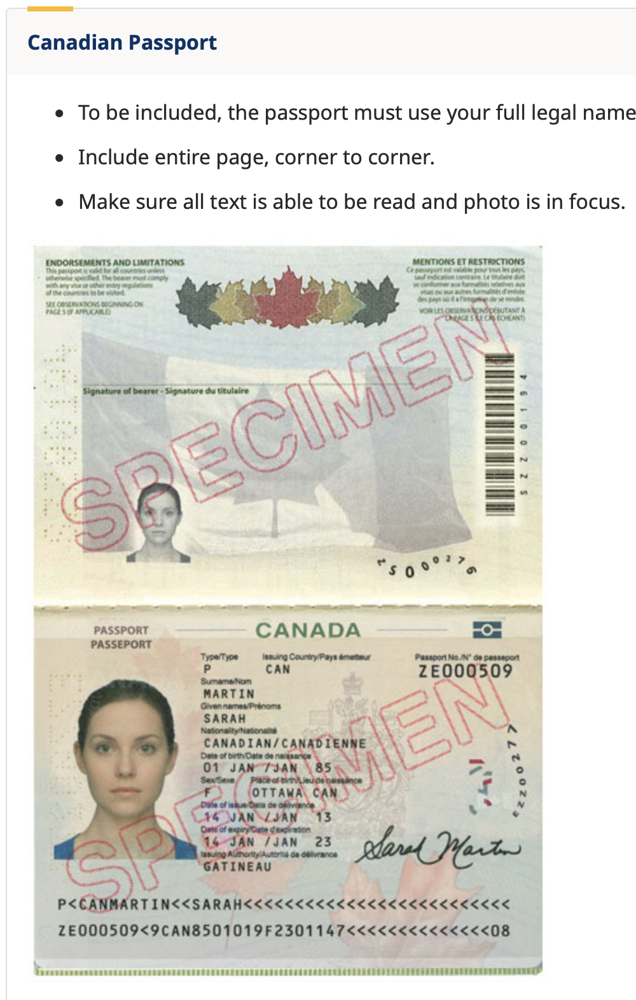 Canadian Passport
To be included, the passport must use your full legal name
Include entire page, corner to corner.
Make sure all text is able to be read and photo is in focus.
ENDORSEMENTS AND LIMITATIONS
This passport is valid for all countries unless
otherwise specified. The bearer must comply
with any visa or other entry regulations
of the countries to be visited.
SEE OBSERVATIONS BEGINNING ON
PAGE 5 (IF APPLICABLE)
MENTIONS ET RESTRICTIONS
Ce passeport est valable pour tous les pays,
sauf indication contraire. Le titulaire doit
se conformer aux formalités relatives aux
visas ou aux autres formalités d'entrée
des pays où il a l'intention de se rendre.
VOIR LES OBSERVATIONS DÉBUTANT À
LA PAGE 5 (LE CAS ÉCHÉANT)
SPECIMEN
Signature of bearer - Signature du titulaire
PASSPORT
PASSEPORT
CANADA
Type/Type Issuing Country/Pays émetteur Passport No./N° de passeport
P CAN ZE000509
Surname/Nom
MARTIN
Given names/Prénoms
SARAH
Nationality/Nationalité
CANADIAN/CANADIENNE
Date of birth/Date de naissance
01 JAN /JAN 85
Sex/Sexe Place of birth/Lieu de naissance
F OTTAWA CAN
Date of issue/Date de délivrance
14 JAN /JAN 13
Date of expiry/Date d'expiration
14 JAN /JAN 23
Issuing Authority/Autorité de délivrance
GATINEAU
Sarah Martin
SPECIMEN
P<CANMARTIN<<SARAH<<<<<<<<<<<<<<<<<<<<<<<<<<
ZE000509<9CAN8501019F2301147<<<<<<<<<<<<<<08